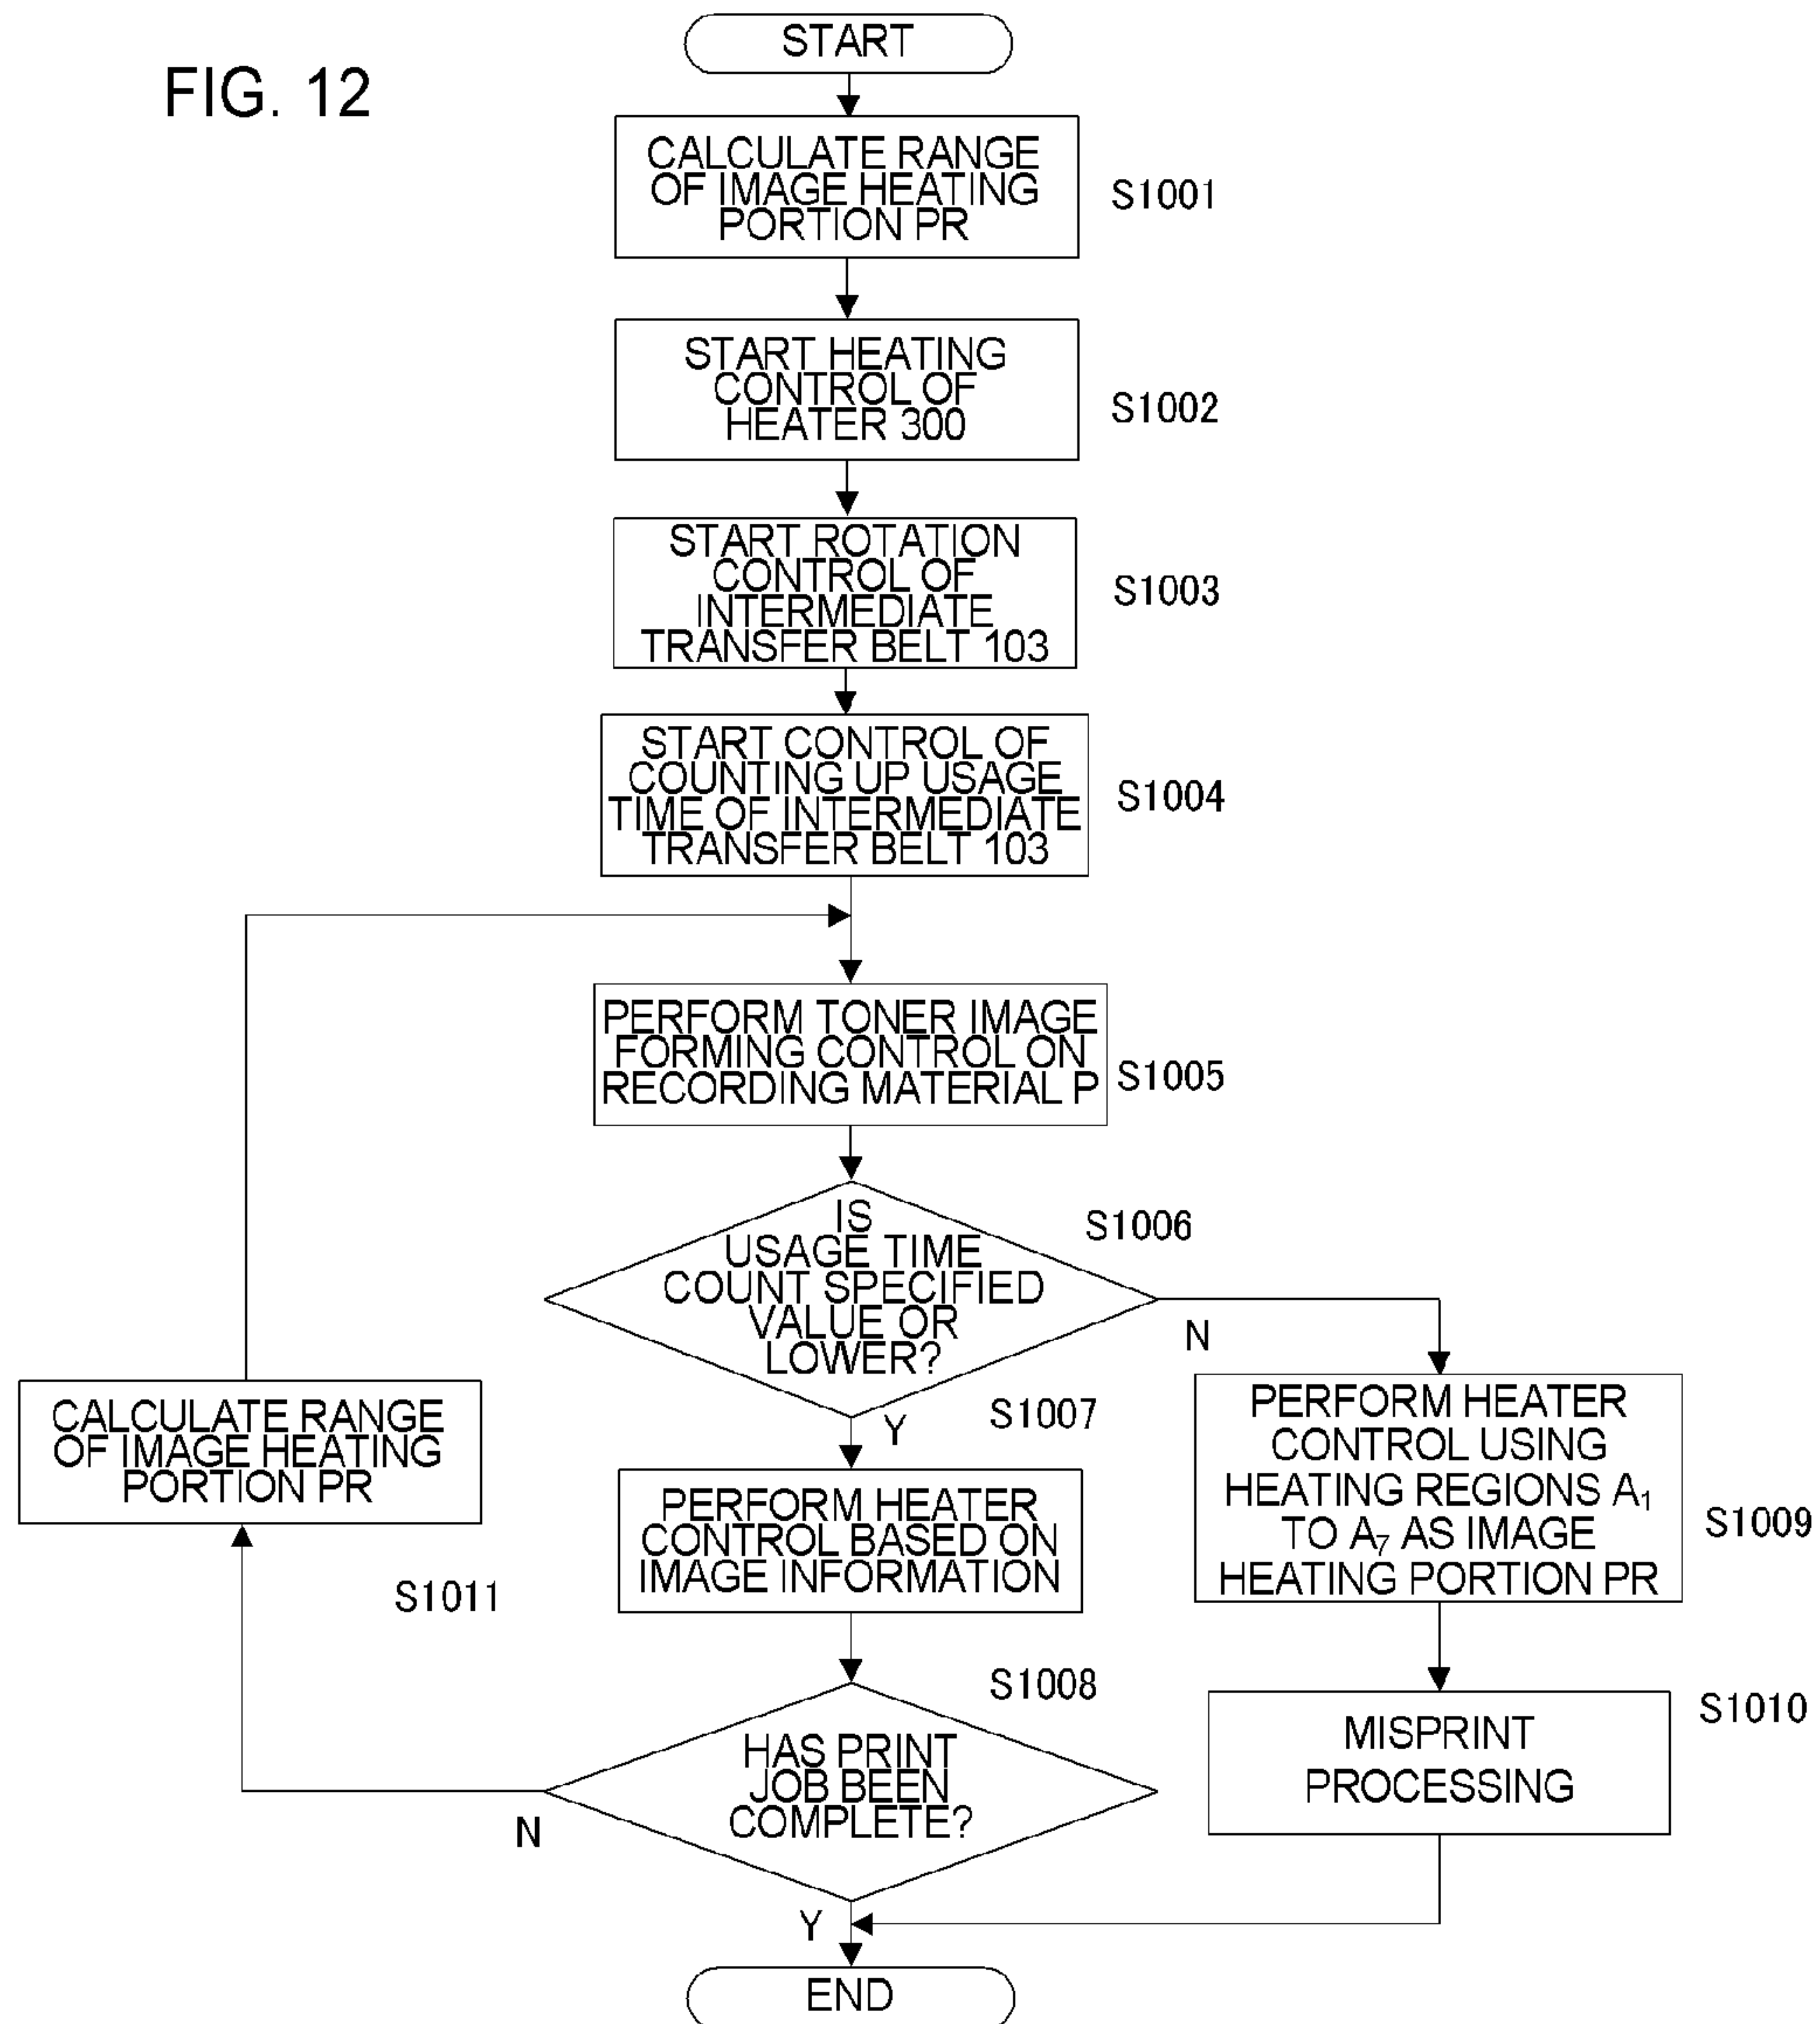 FIG. 12
START
CALCULATE RANGE
OF IMAGE HEATING
PORTION PR
S1001
START HEATING
CONTROL OF
HEATER 300
S1002
START ROTATION
CONTROL OF
INTERMEDIATE
TRANSFER BELT 103
S1003
START CONTROL OF
COUNTING UP USAGE
TIME OF INTERMEDIATE
TRANSFER BELT 103
S1004
PERFORM TONER IMAGE
FORMING CONTROL ON
RECORDING MATERIAL P
S1005
IS
USAGE TIME
COUNT SPECIFIED
VALUE OR
LOWER?
S1006
N
Y
S1007
PERFORM HEATER
CONTROL BASED ON
IMAGE INFORMATION
PERFORM HEATER
CONTROL USING
HEATING REGIONS A₁
TO A₇ AS IMAGE
HEATING PORTION PR
S1009
CALCULATE RANGE
OF IMAGE HEATING
PORTION PR
S1011
S1008
HAS PRINT
JOB BEEN
COMPLETE?
N
Y
MISPRINT
PROCESSING
S1010
END